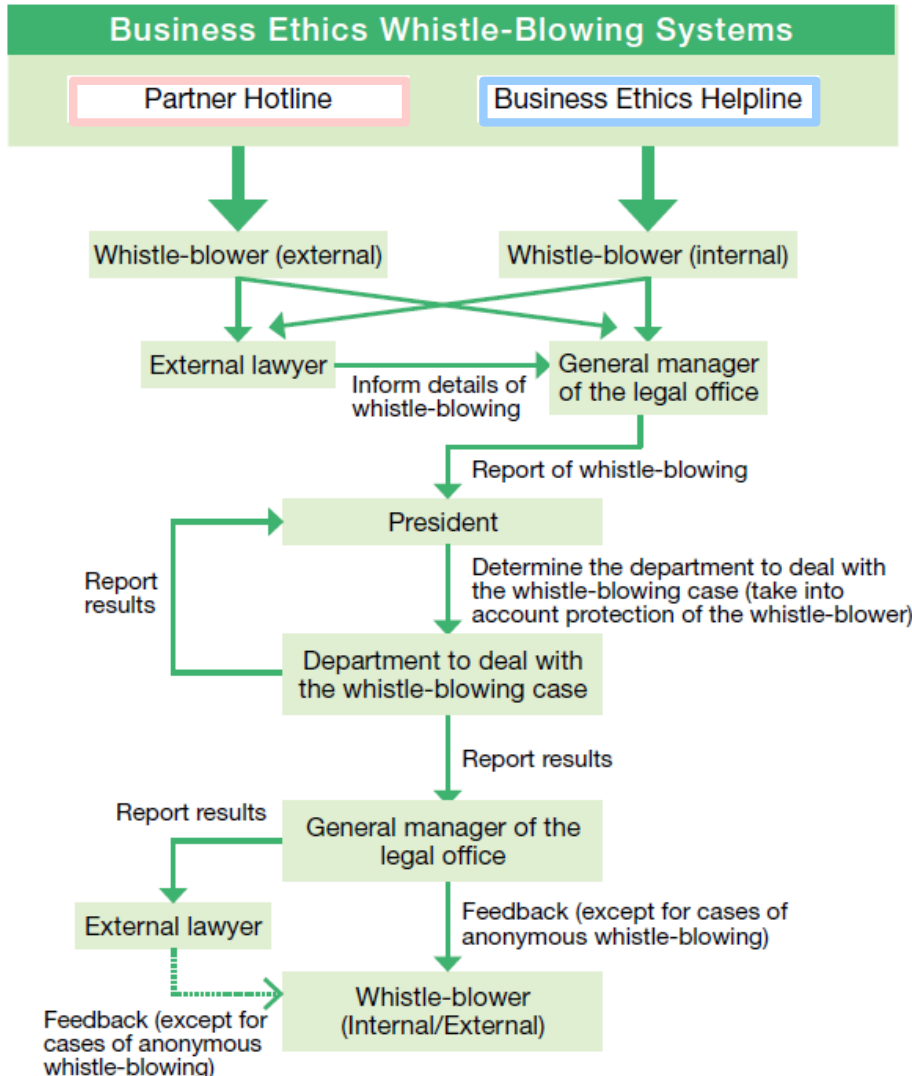 Business Ethics Whistle-Blowing Systems
Partner Hotline
Business Ethics Helpline
Whistle-blower (external)
Whistle-blower (internal)
External lawyer
Inform details of
whistle-blowing
General manager
of the legal office
Report of whistle-blowing
President
Report
results
Determine the department to deal with
the whistle-blowing case (take into
account protection of the whistle-blower)
Department to deal with
the whistle-blowing case
Report results
Report results
General manager of the
legal office
External lawyer
Feedback (except for cases of
anonymous whistle-blowing)
Whistle-blower
(Internal/External)
Feedback (except for
cases of anonymous
whistle-blowing)